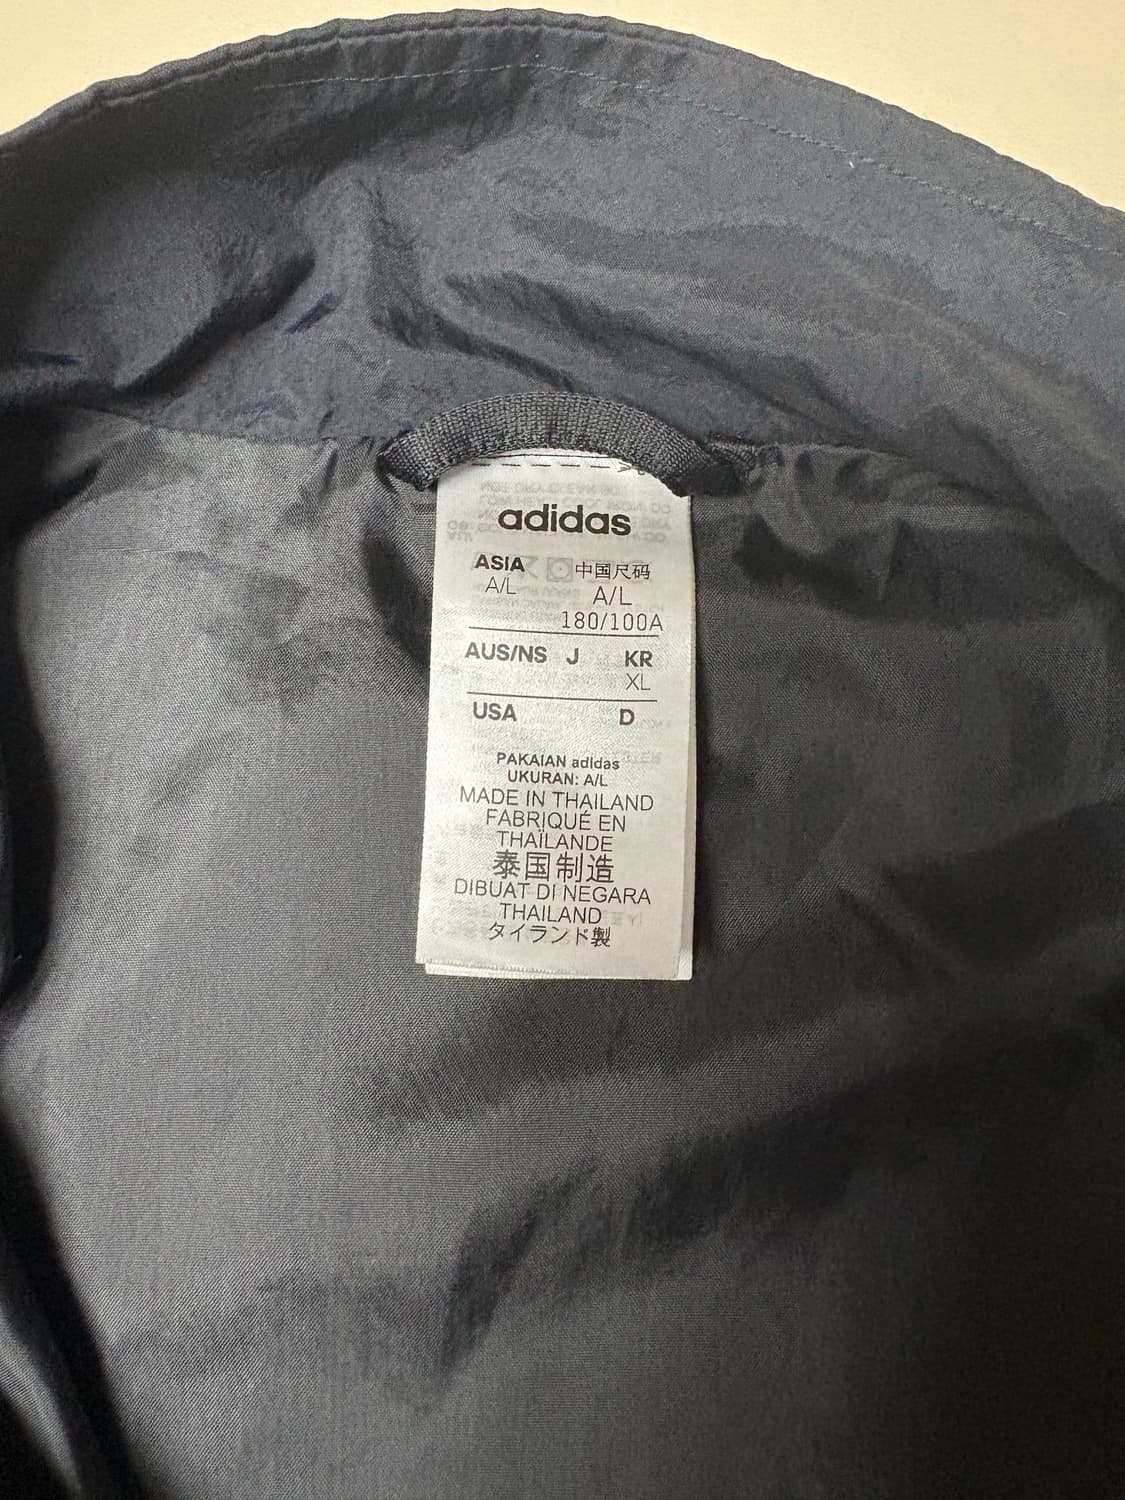 adidas
ASIA 中国尺码
A/L A/L
180/100A
AUS/NS J KR
XL
USA D
PAKAIAN adidas
UKURAN: A/L
MADE IN THAILAND
FABRIQUÉ EN
THAÏLANDE
泰国制造
DIBUAT DI NEGARA
THAILAND
タイランド製